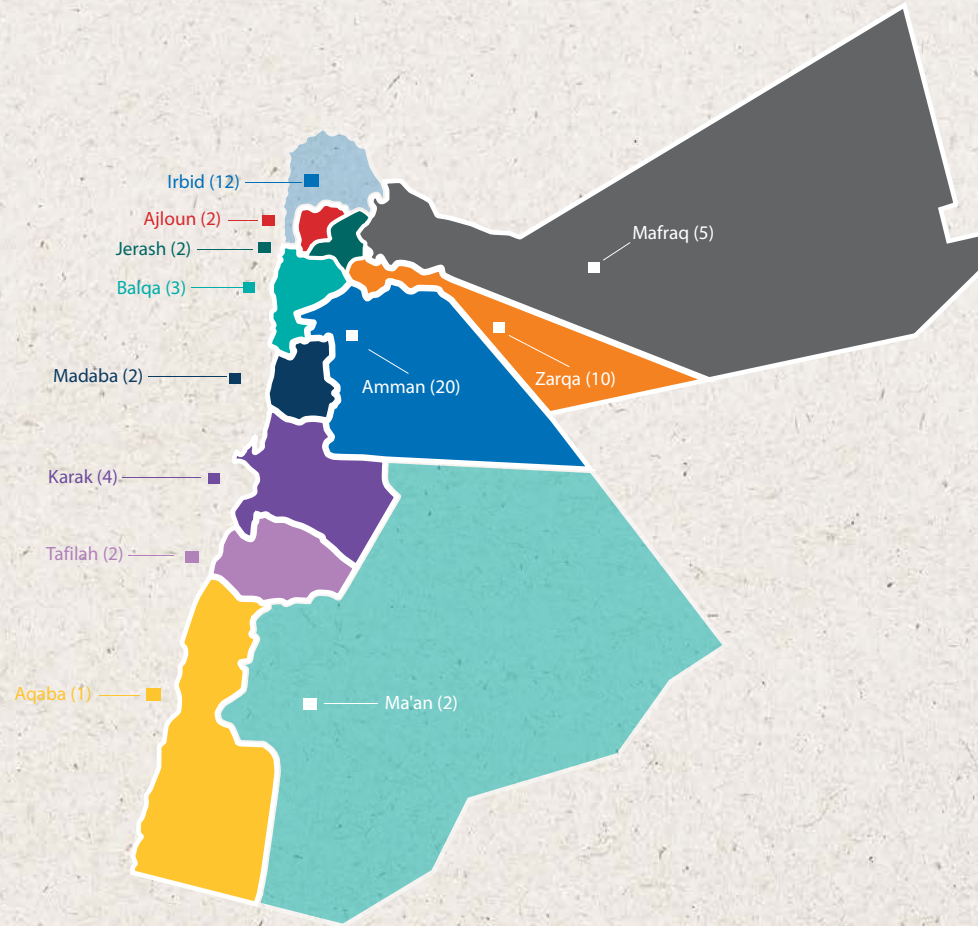 Irbid (12)
Ajloun (2)
Jerash (2)
Mafraq (5)
Balqa (3)
Madaba (2)
Zarqa (10)
Amman (20)
Karak (4)
Tafilah (2)
Aqaba (1)
Ma'an (2)